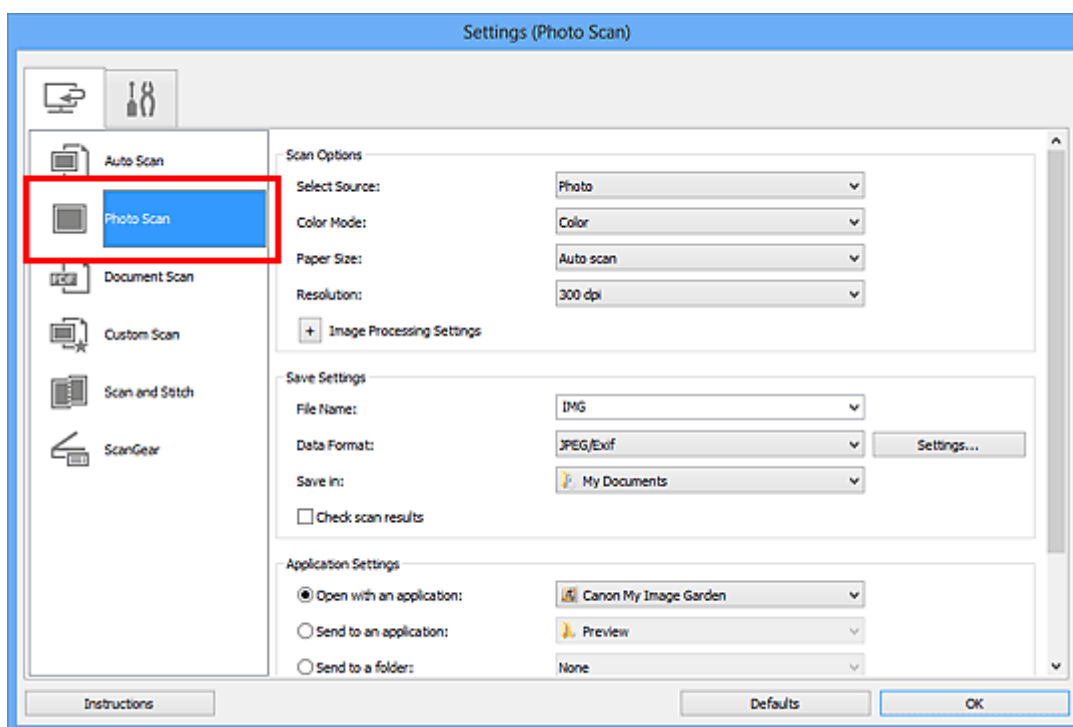 Settings (Photo Scan)
Auto Scan
Photo Scan
Document Scan
Custom Scan
Scan and Stitch
ScanGear
Scan Options
Select Source: Photo
Color Mode: Color
Paper Size: Auto scan
Resolution: 300 dpi
+ Image Processing Settings
Save Settings
File Name: IMG
Data Format: JPEG/Exif Settings...
Save in: My Documents
Check scan results
Application Settings
Open with an application: Canon My Image Garden
Send to an application: Preview
Send to a folder: None
Instructions Defaults OK